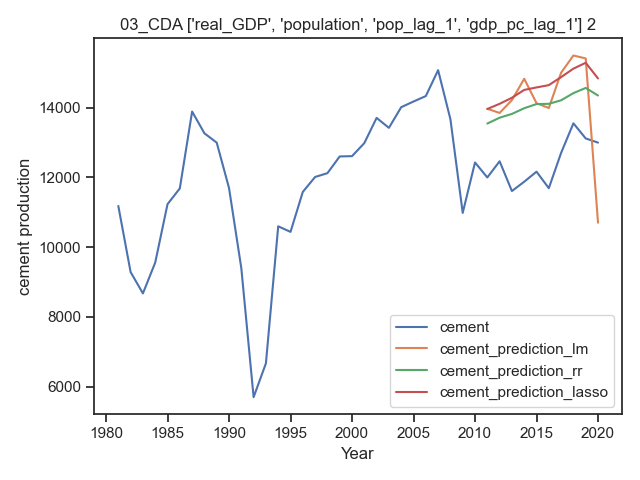 03_CDA ['real_GDP', 'population', 'pop_lag_1', 'gdp_pc_lag_1'] 2
14000
12000
10000
8000
6000
cement production
cement
cement_prediction_lm
cement_prediction_rr
cement_prediction_lasso
1980 1985 1990 1995 2000 2005 2010 2015 2020
Year